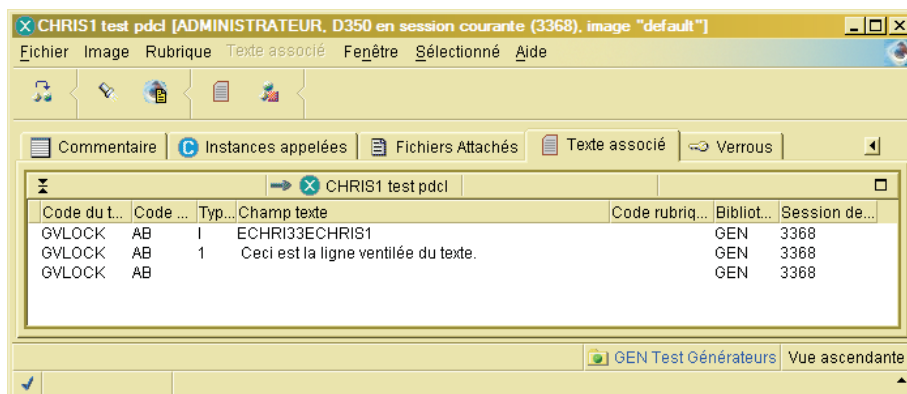 CHRIS1 test pdcl [ADMINISTRATEUR, D350 en session courante (3368), image "default"]
Fichier Image Rubrique Texte associé Fenêtre Sélectionné Aide
Commentaire Instances appelées Fichiers Attachés Texte associé Verrous
CHRIS1 test pdcl
Code du t... Code ... Typ... Champ texte Code rubriq... Bibliot... Session de...
GVLOCK AB I ECHRI33ECHRIS1 GEN 3368
GVLOCK AB 1 Ceci est la ligne ventilée du texte. GEN 3368
GVLOCK AB GEN 3368
GEN Test Générateurs Vue ascendante